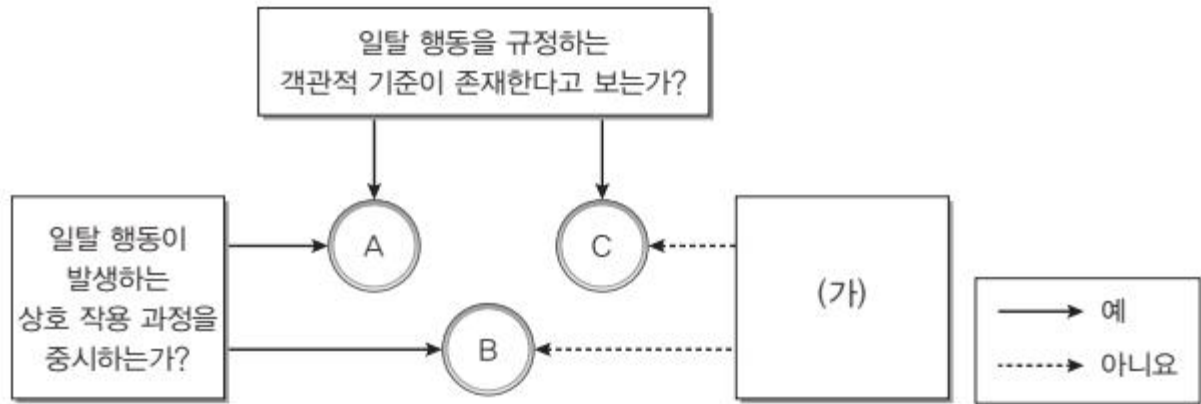 일탈 행동을 규정하는
객관적 기준이 존재한다고 보는가?
일탈 행동이
발생하는
상호 작용 과정을
중시하는가?
A
C
B
(가)
예
아니요